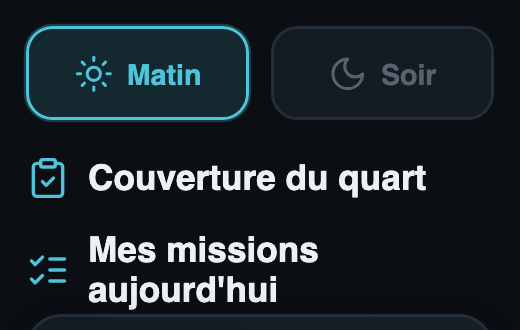 Matin
Soir
Couverture du quart
Mes missions
aujourd'hui